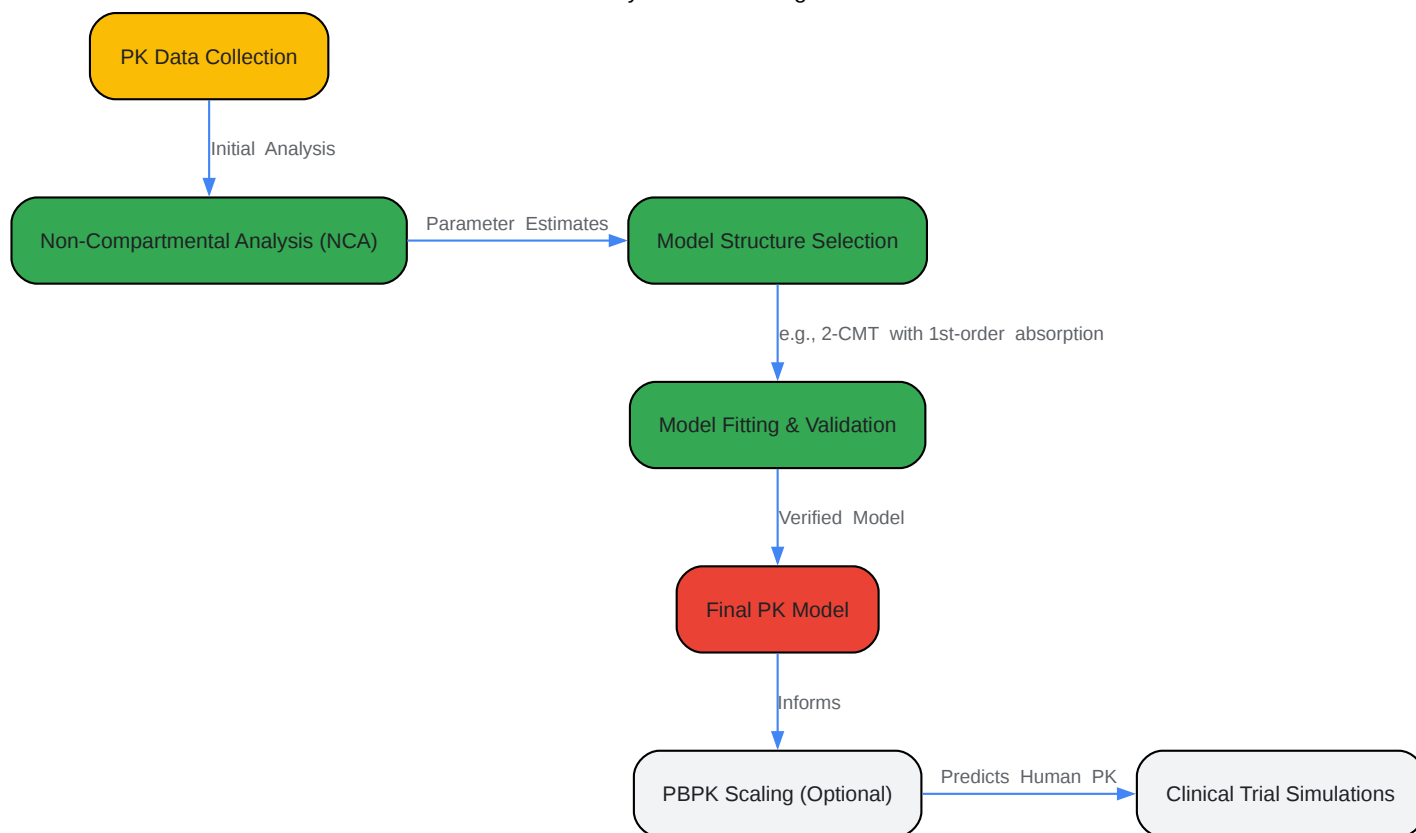 PK Data Collection
Initial Analysis
Non-Compartmental Analysis (NCA)
Parameter Estimates
Model Structure Selection
e.g., 2-CMT with 1st-order absorption
Model Fitting & Validation
Verified Model
Final PK Model
Informs
PBPK Scaling (Optional)
Predicts Human PK
Clinical Trial Simulations